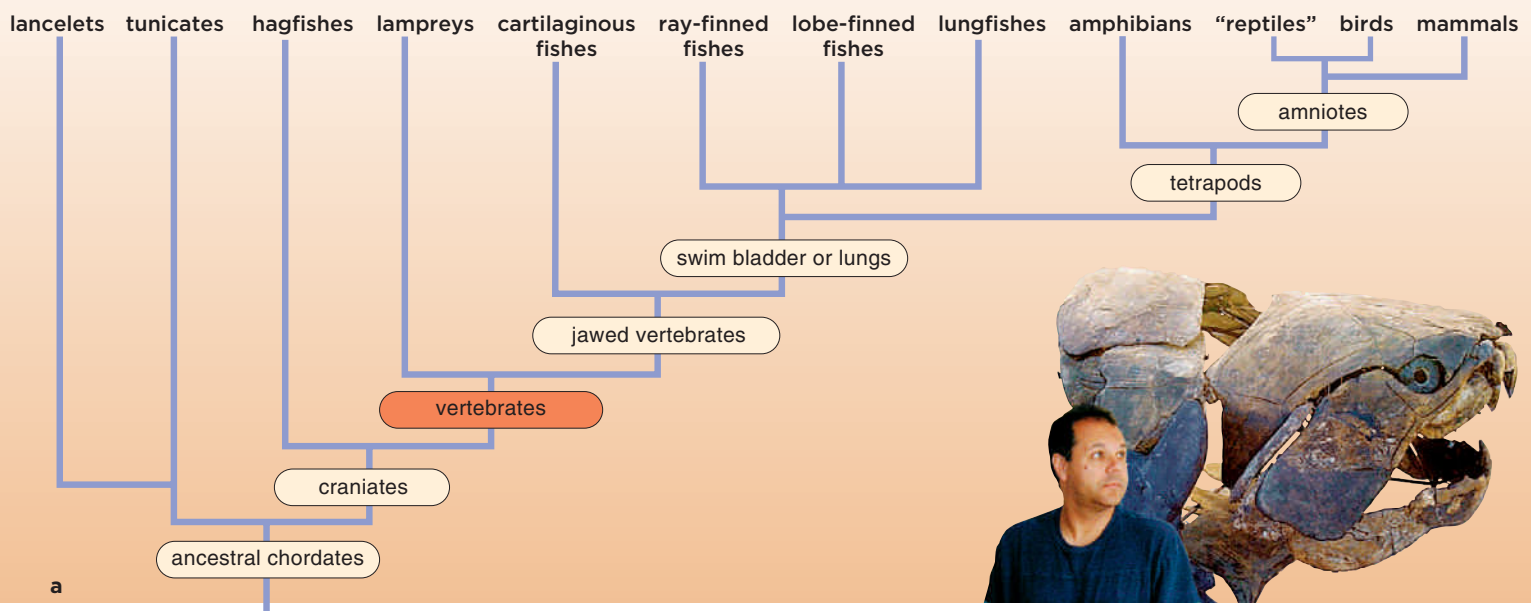 lancelets tunicates hagfishes lampreys cartilaginous fishes ray-finned fishes lobe-finned fishes lungfishes amphibians “reptiles” birds mammals
amniotes
tetrapods
swim bladder or lungs
jawed vertebrates
vertebrates
craniates
ancestral chordates
a